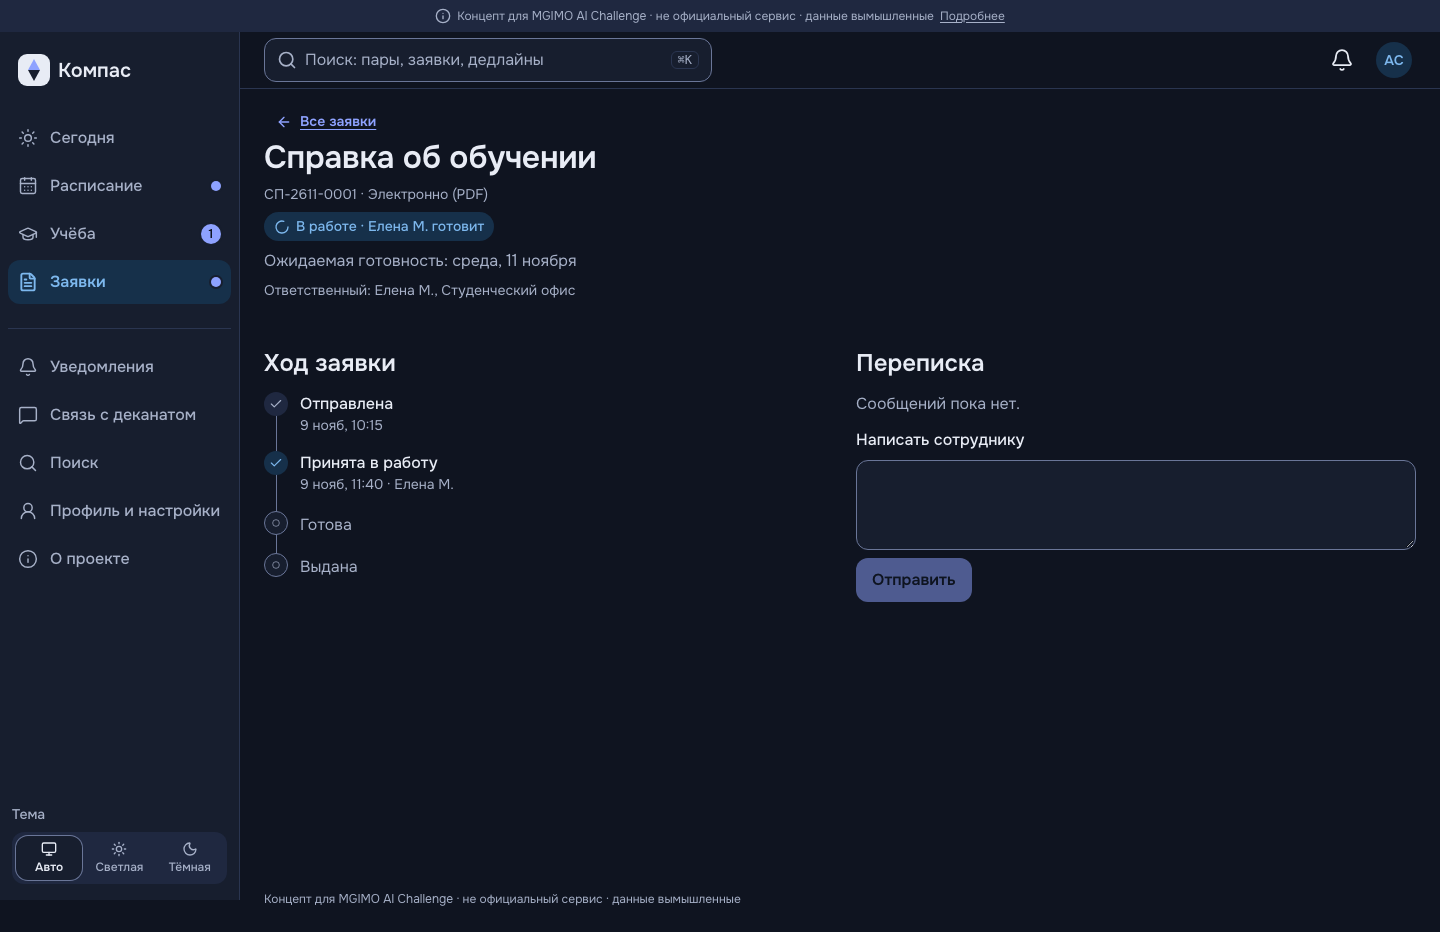 Концепт для MGIMO AI Challenge · не официальный сервис · данные вымышленные Подробнее
Компас
Поиск: пары, заявки, дедлайны
⌘K
АС
Сегодня
Расписание
Учёба
1
Заявки
Уведомления
Связь с деканатом
Поиск
Профиль и настройки
О проекте
Тема
Авто
Светлая
Тёмная
Все заявки
Справка об обучении
СП-2611-0001 · Электронно (PDF)
В работе · Елена М. готовит
Ожидаемая готовность: среда, 11 ноября
Ответственный: Елена М., Студенческий офис
Ход заявки
Отправлена
9 нояб, 10:15
Принята в работу
9 нояб, 11:40 · Елена М.
Готова
Выдана
Переписка
Сообщений пока нет.
Написать сотруднику
Отправить
Концепт для MGIMO AI Challenge · не официальный сервис · данные вымышленные